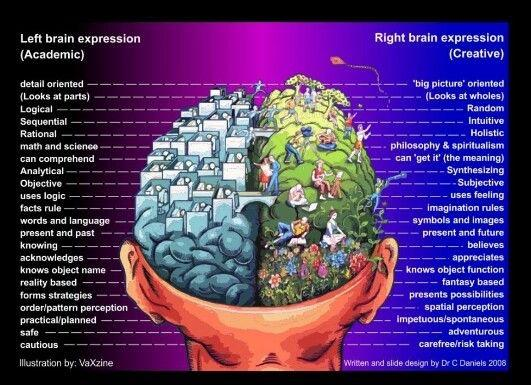 Left brain expression
(Academic)
Right brain expression
(Creative)
detail oriented
(Looks at parts)
Logical
Sequential
Rational
math and science
can comprehend
Analytical
Objective
uses logic
facts rule
words and language
present and past
knowing
acknowledges
knows object name
reality based
forms strategies
order/pattern perception
practical/planned
safe
cautious
'big picture' oriented
(Looks at wholes)
Random
Intuitive
Holistic
philosophy & spiritualism
can 'get it' (the meaning)
Synthesizing
Subjective
uses feeling
imagination rules
symbols and images
present and future
believes
appreciates
knows object function
fantasy based
presents possibilities
spatial perception
impetuous/spontaneous
adventurous
carefree/risk taking
Illustration by: VaXzine
Written and slide design by Dr C Daniels 2008